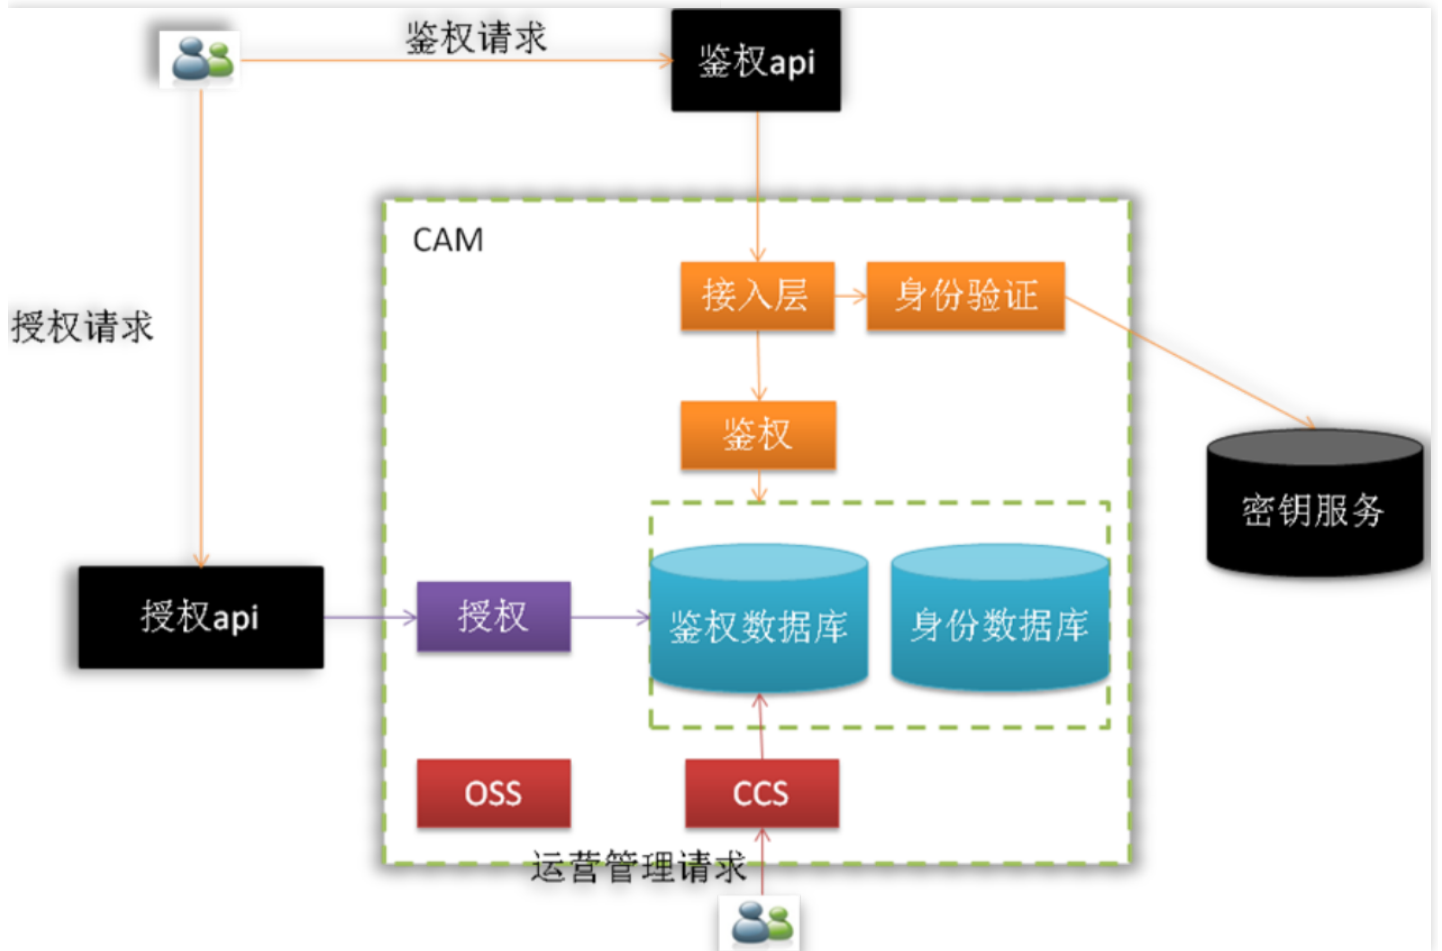 鉴权请求
鉴权api
CAM
接入层
身份验证
授权请求
鉴权
密钥服务
授权api
授权
鉴权数据库
身份数据库
OSS
CCS
运营管理请求